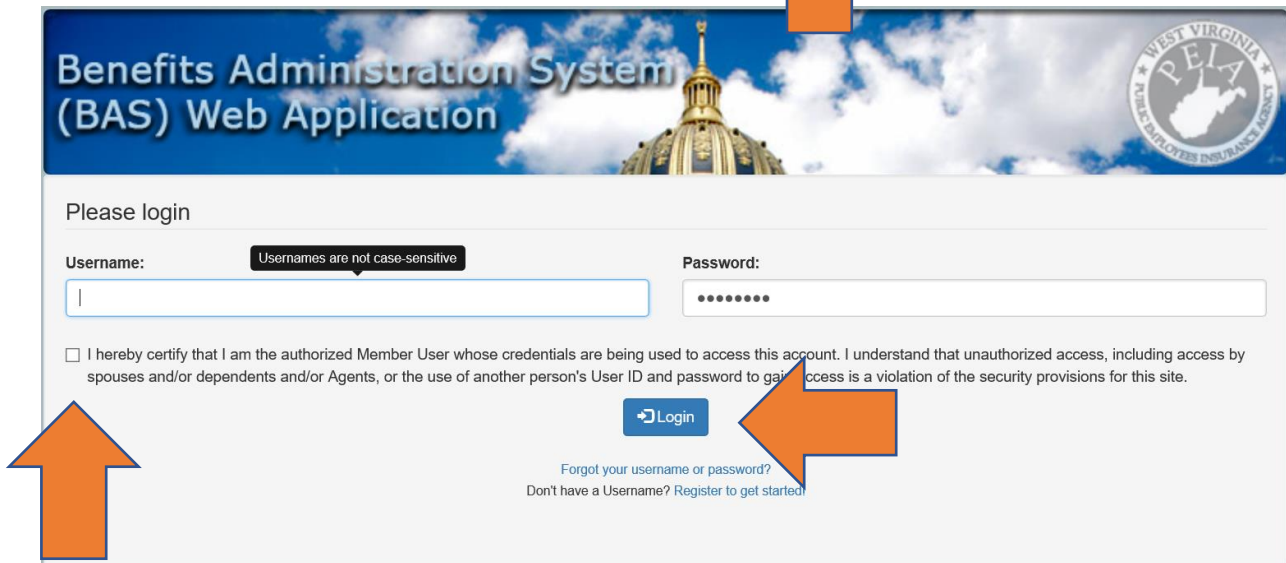 Benefits Administration System
(BAS) Web Application
WEST VIRGINIA
PEIA
PUBLIC EMPLOYEES INSURANCE AGENCY
Please login
Username:
Usernames are not case-sensitive
Password:
I hereby certify that I am the authorized Member User whose credentials are being used to access this account. I understand that unauthorized access, including access by
spouses and/or dependents and/or Agents, or the use of another person's User ID and password to gain access is a violation of the security provisions for this site.
Login
Forgot your username or password?
Don't have a Username? Register to get started!